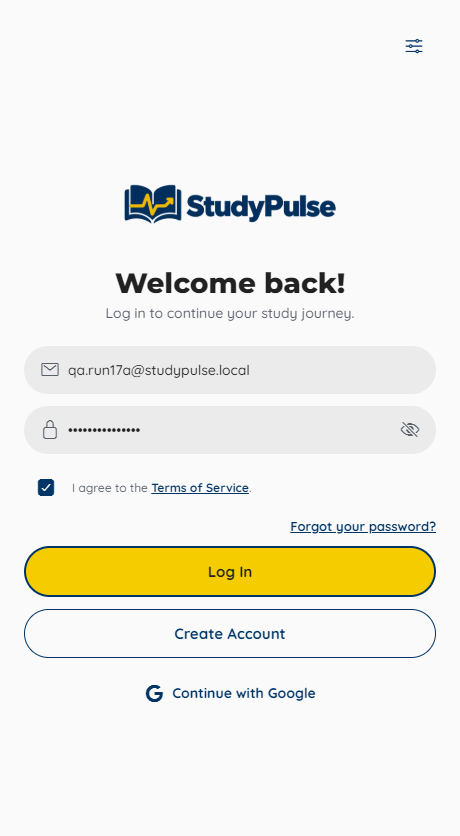 StudyPulse
Welcome back!
Log in to continue your study journey.
qa.run17a@studypulse.local
•••••••••••••••
I agree to the Terms of Service.
Forgot your password?
Log In
Create Account
Continue with Google